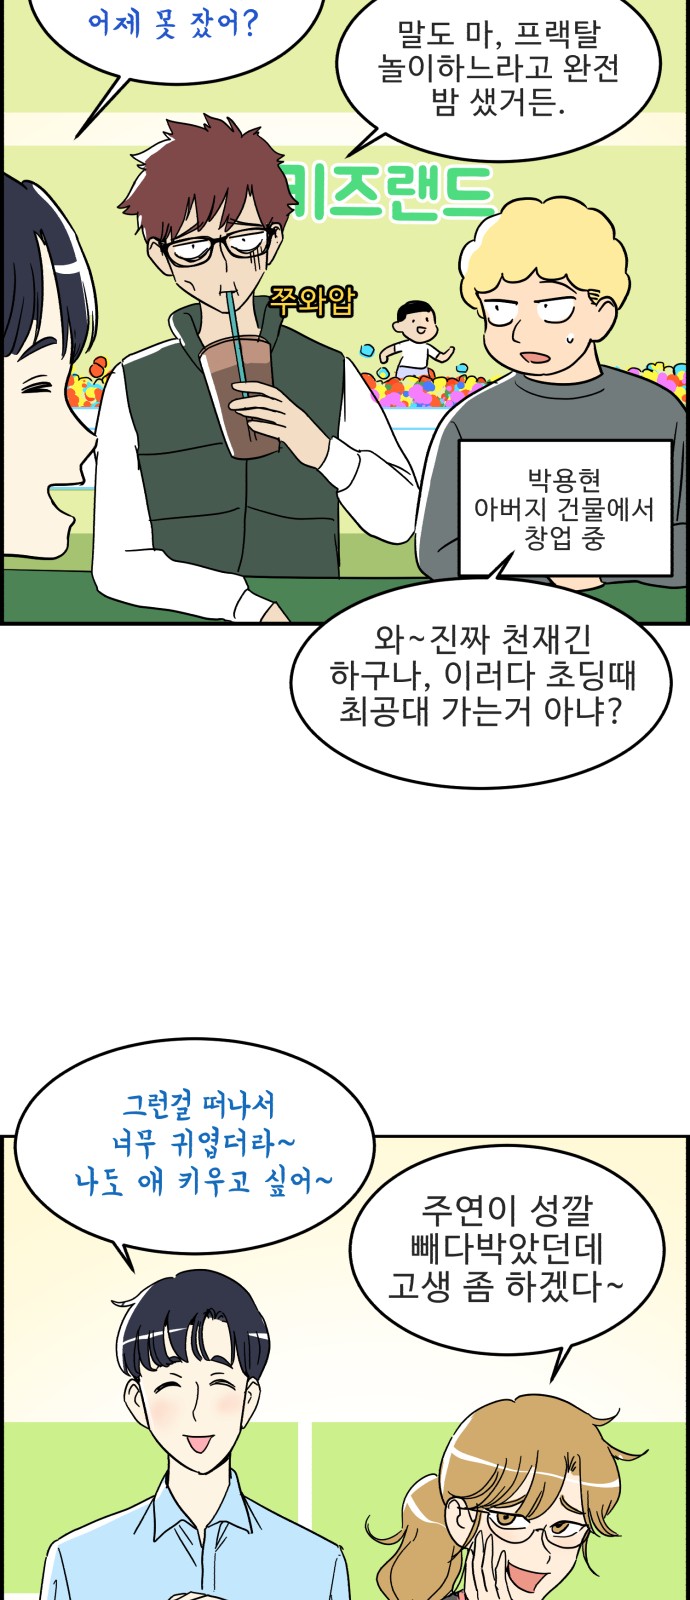 어제 못 잤어?
말도 마, 프랙탈
놀이하느라고 완전
밤 샜거든.
키즈랜드
쭈와압
박용현
아버지 건물에서
창업 중
와~진짜 천재긴
하구나, 이러다 초딩때
최공대 가는거 아냐?
그런걸 떠나서
너무 귀엽더라~
나도 애 키우고 싶어~
주연이 성깔
빼다박았던데
고생 좀 하겠다~